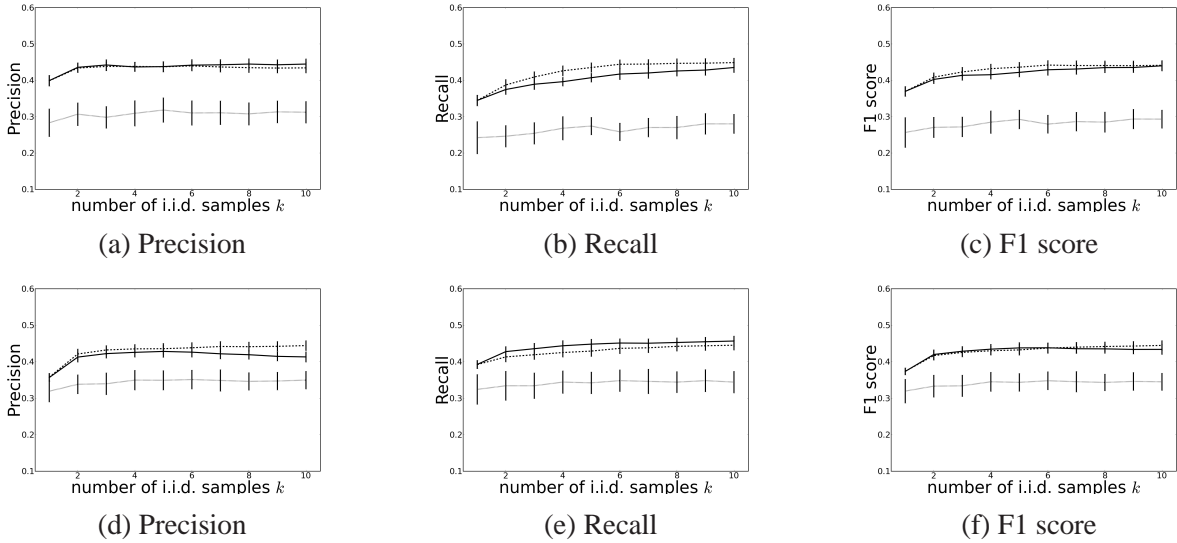 0.6
0.5
0.4
0.3
0.2
0.1
Precision
2 4 6 8 10
number of i.i.d. samples k
(a) Precision
0.6
0.5
0.4
0.3
0.2
0.1
Recall
2 4 6 8 10
number of i.i.d. samples k
(b) Recall
0.6
0.5
0.4
0.3
0.2
0.1
F1 score
2 4 6 8 10
number of i.i.d. samples k
(c) F1 score
0.6
0.5
0.4
0.3
0.2
0.1
Precision
2 4 6 8 10
number of i.i.d. samples k
(d) Precision
0.6
0.5
0.4
0.3
0.2
0.1
Recall
2 4 6 8 10
number of i.i.d. samples k
(e) Recall
0.6
0.5
0.4
0.3
0.2
0.1
F1 score
2 4 6 8 10
number of i.i.d. samples k
(f) F1 score